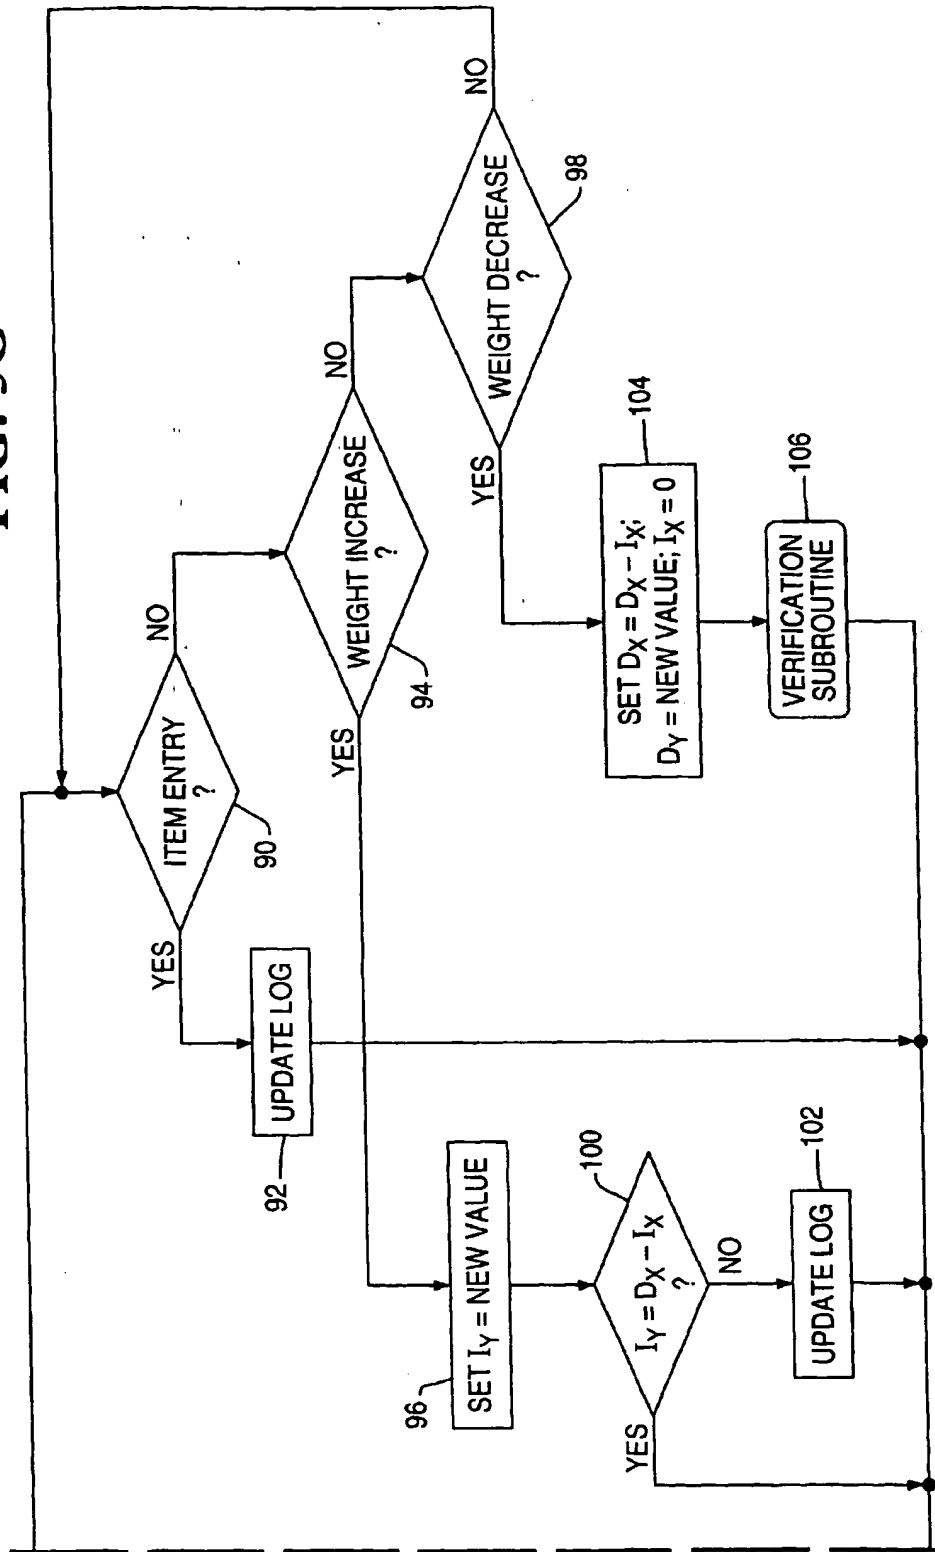 ITEM ENTRY
?
90
YES
NO
UPDATE LOG
92
WEIGHT INCREASE
?
94
YES
NO
WEIGHT DECREASE
?
98
YES
NO
SET I_Y = NEW VALUE
96
I_Y = D_X – I_X
?
100
YES
NO
UPDATE LOG
102
SET D_X = D_X – I_X;
D_Y = NEW VALUE; I_X = 0
104
VERIFICATION
SUBROUTINE
106